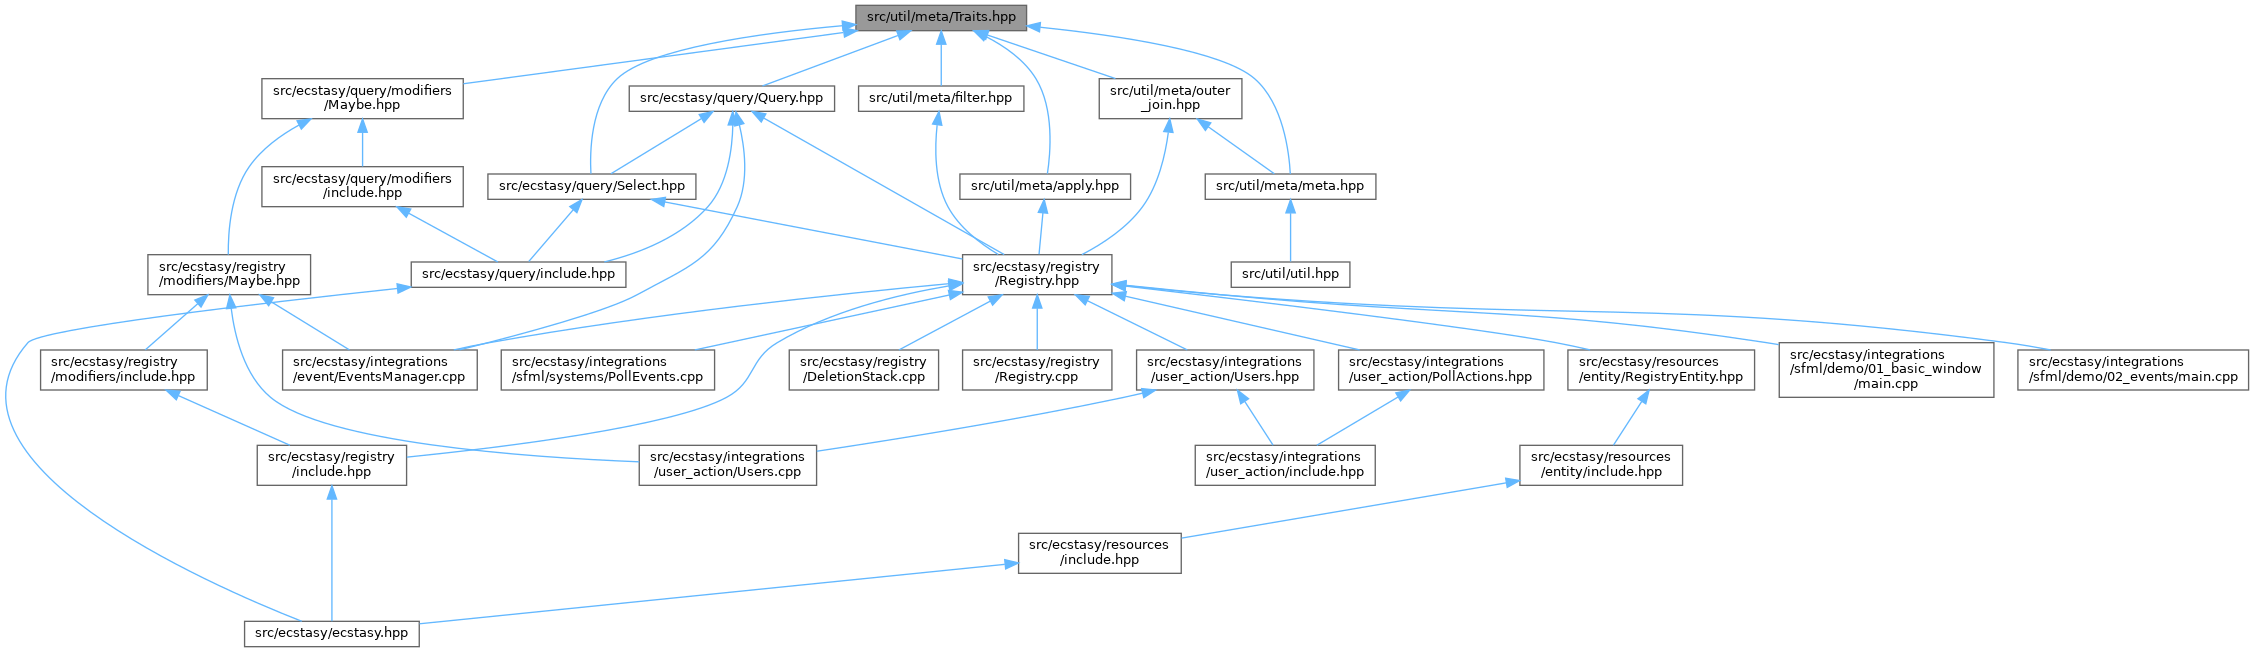 src/util/meta/Traits.hpp
src/ecstasy/query/modifiers
/Maybe.hpp
src/ecstasy/query/Query.hpp
src/util/meta/filter.hpp
src/util/meta/outer
_join.hpp
src/ecstasy/query/modifiers
/include.hpp
src/ecstasy/query/Select.hpp
src/util/meta/apply.hpp
src/util/meta/meta.hpp
src/ecstasy/registry
/modifiers/Maybe.hpp
src/ecstasy/query/include.hpp
src/ecstasy/registry
/Registry.hpp
src/util/util.hpp
src/ecstasy/registry
/modifiers/include.hpp
src/ecstasy/integrations
/event/EventsManager.cpp
src/ecstasy/integrations
/sfml/systems/PollEvents.cpp
src/ecstasy/registry
/DeletionStack.cpp
src/ecstasy/registry
/Registry.cpp
src/ecstasy/integrations
/user_action/Users.hpp
src/ecstasy/integrations
/user_action/PollActions.hpp
src/ecstasy/resources
/entity/RegistryEntity.hpp
src/ecstasy/integrations
/sfml/demo/01_basic_window
/main.cpp
src/ecstasy/integrations
/sfml/demo/02_events/main.cpp
src/ecstasy/registry
/include.hpp
src/ecstasy/integrations
/user_action/Users.cpp
src/ecstasy/integrations
/user_action/include.hpp
src/ecstasy/resources
/entity/include.hpp
src/ecstasy/resources
/include.hpp
src/ecstasy/ecstasy.hpp